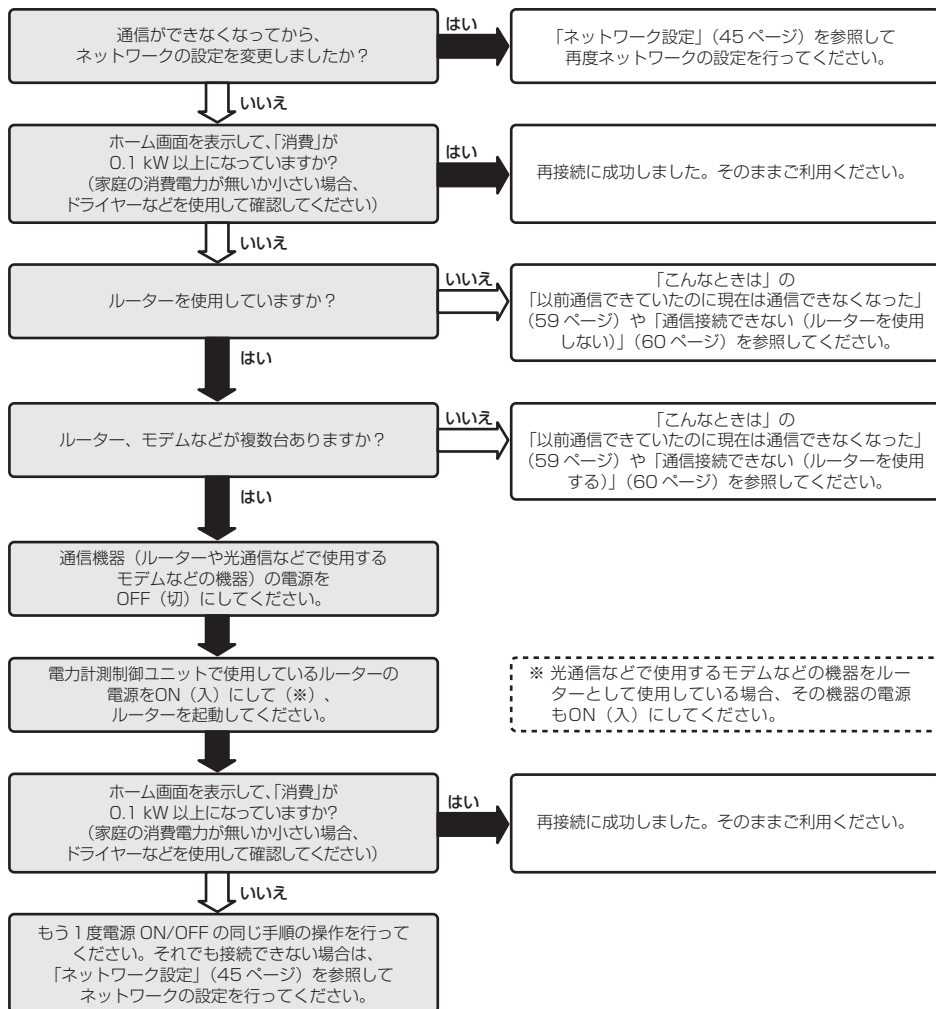 通信ができなくなってから、
ネットワークの設定を変更しましたか？
はい
「ネットワーク設定」（45 ページ）を参照して
再度ネットワークの設定を行ってください。
いいえ
ホーム画面を表示して、「消費」が
0.1 kW 以上になっていますか?
（家庭の消費電力が無いか小さい場合、
ドライヤーなどを使用して確認してください）
はい
再接続に成功しました。そのままご利用ください。
いいえ
ルーターを使用していますか？
いいえ
「こんなときは」の
「以前通信できていたのに現在は通信できなくなった」
（59 ページ）や「通信接続できない（ルーターを使用
しない）」（60 ページ）を参照してください。
はい
ルーター、モデムなどが複数台ありますか？
いいえ
「こんなときは」の
「以前通信できていたのに現在は通信できなくなった」
（59 ページ）や「通信接続できない（ルーターを使用
する）」（60 ページ）を参照してください。
はい
通信機器（ルーターや光通信などで使用する
モデムなどの機器）の電源を
OFF（切）にしてください。
電力計測制御ユニットで使用しているルーターの
電源をON（入）にして（※）、
ルーターを起動してください。
※ 光通信などで使用するモデムなどの機器をルー
ターとして使用している場合、その機器の電源
もON（入）にしてください。
ホーム画面を表示して、「消費」が
0.1 kW 以上になっていますか?
（家庭の消費電力が無いか小さい場合、
ドライヤーなどを使用して確認してください）
はい
再接続に成功しました。そのままご利用ください。
いいえ
もう１度電源 ON/OFF の同じ手順の操作を行って
ください。それでも接続できない場合は、
「ネットワーク設定」（45 ページ）を参照して
ネットワークの設定を行ってください。